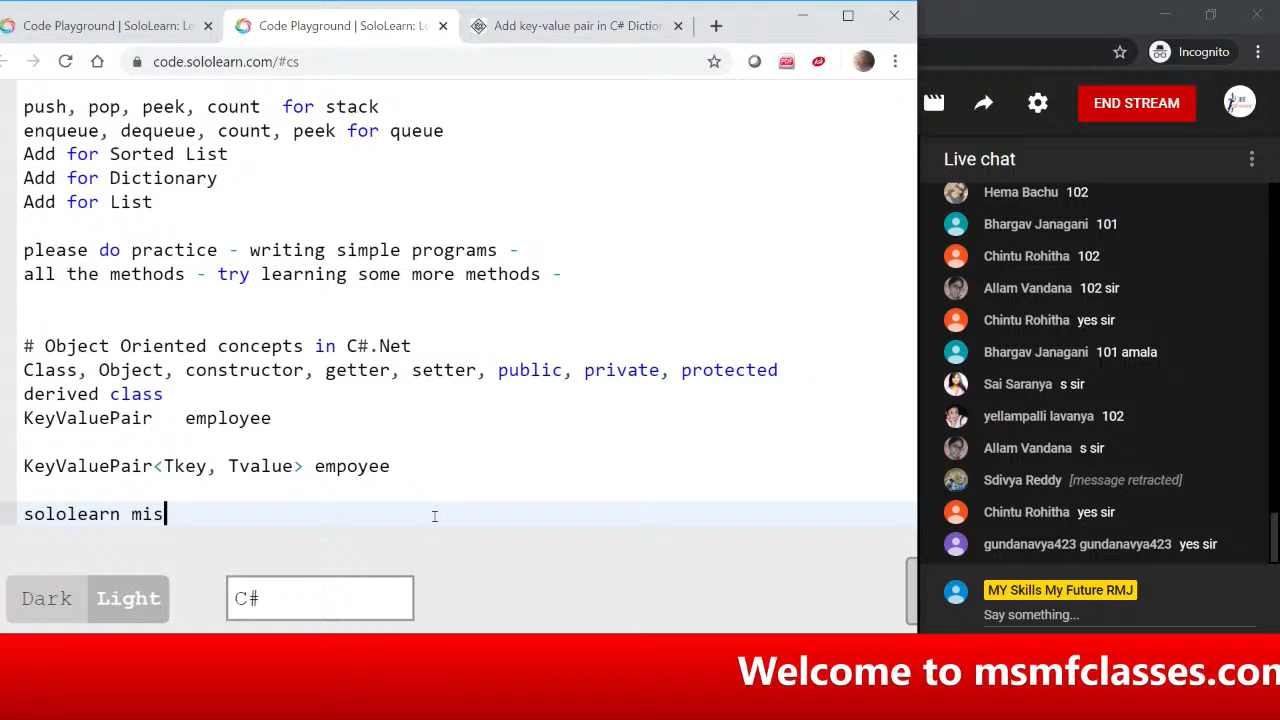 Code Playground | SoloLearn: Le
Code Playground | SoloLearn: Le
Add key-value pair in C# Diction
code.sololearn.com/#cs
PDF
Ask
Incognito
END STREAM
push, pop, peek, count  for stack
enqueue, dequeue, count, peek for queue
Add for Sorted List
Add for Dictionary
Add for List
please do practice - writing simple programs -
all the methods - try learning some more methods -
# Object Oriented concepts in C#.Net
Class, Object, constructor, getter, setter, public, private, protected
derived class
KeyValuePair   employee
KeyValuePair<Tkey, Tvalue> empoyee
sololearn mis
Dark Light
C#
Live chat
Hema Bachu 102
Bhargav Janagani 101
Chintu Rohitha 102
Allam Vandana 102 sir
Chintu Rohitha yes sir
Bhargav Janagani 101 amala
Sai Saranya s sir
yellampalli lavanya 102
Allam Vandana s sir
Sdivya Reddy [message retracted]
Chintu Rohitha yes sir
gundanavya423 gundanavya423 yes sir
MY Skills My Future RMJ
Say something...
Welcome to msmfclasses.com